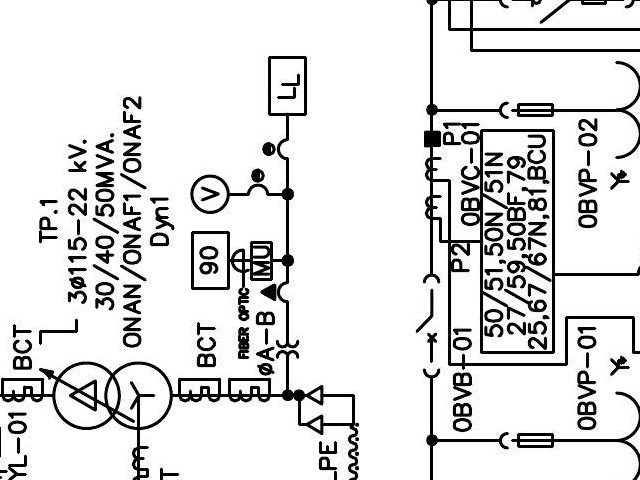 TP.1
3ø115-22 kV.
30/40/50MVA.
ONAN/ONAF1/ONAF2
Dyn1
LL
V
90
MU
FIBER OPTIC
øA-B
BCT
BCT
P1
0BVC-01
P2
50/51,50N/51N
27/59,50BF,79
25,67/67N,81,BCU
0BVP-02
0BVB-01
0BVP-01
YL-01
LPE
T